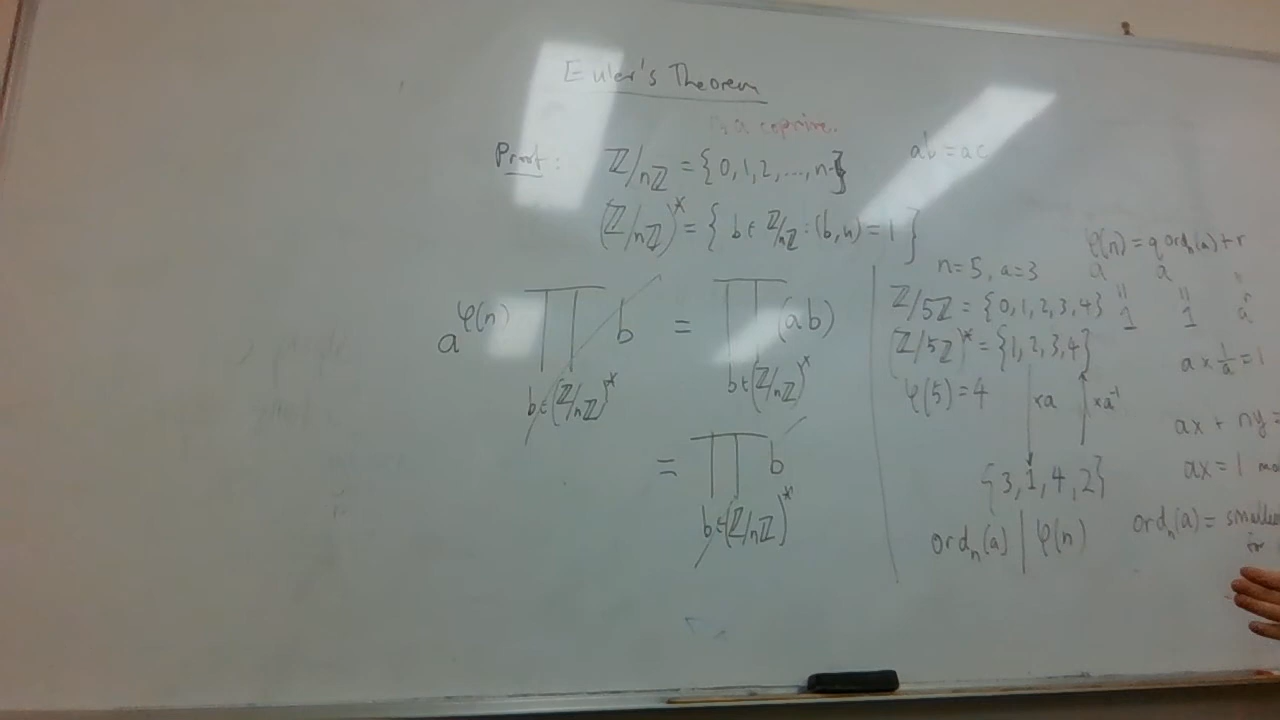 Euler's Theorem
a coprime.
Proof: ℤ/nℤ = {0, 1, 2, ..., n-1}
ab = ac
(ℤ/nℤ)* = { b ∈ ℤ/nℤ : (b, n) = 1 }
a^φ(n) ∏ b = ∏ (ab)
b ∈ (ℤ/nℤ)* b ∈ (ℤ/nℤ)*
= ∏ b
b ∈ (ℤ/nℤ)*
φ(n) = q ord_n(a) + r
n = 5, a = 3
a a
ℤ/5ℤ = {0, 1, 2, 3, 4}
" " "
1 1 a^r
(ℤ/5ℤ)* = {1, 2, 3, 4}
a × 1/a = 1
φ(5) = 4
×a ×a⁻¹
ax + ny =
ax = 1
{3, 1, 4, 2}
ord_n(a) | φ(n)
ord_n(a) =